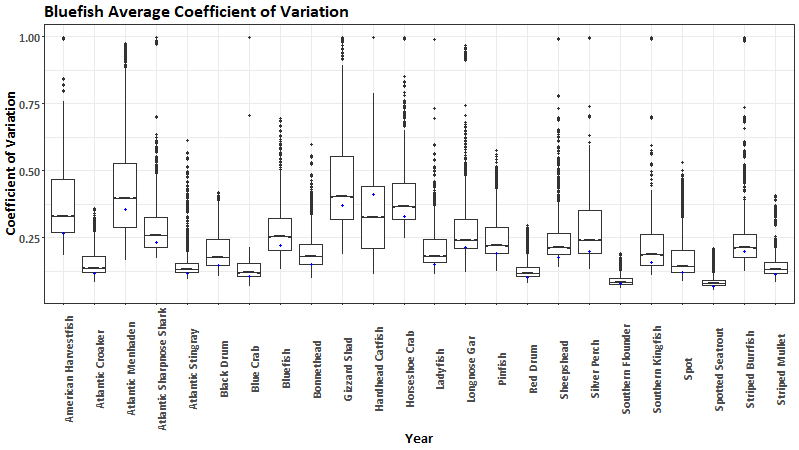 Bluefish Average Coefficient of Variation
Coefficient of Variation
1.00
0.75
0.50
0.25
American Harvestfish
Atlantic Croaker
Atlantic Menhaden
Atlantic Sharpnose Shark
Atlantic Stingray
Black Drum
Blue Crab
Bluefish
Bonnethead
Gizzard Shad
Hardhead Catfish
Horseshoe Crab
Ladyfish
Longnose Gar
Pinfish
Red Drum
Sheepshead
Silver Perch
Southern Flounder
Southern Kingfish
Spot
Spotted Seatrout
Striped Burrfish
Striped Mullet
Year